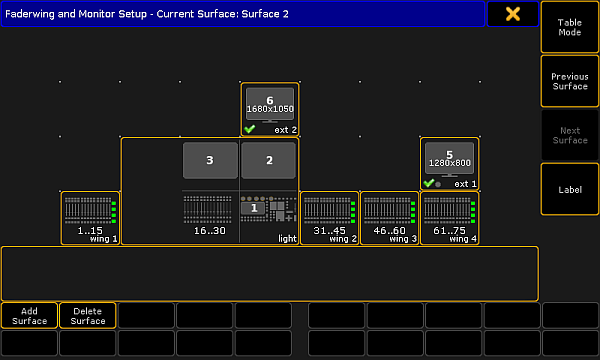 Faderwing and Monitor Setup - Current Surface: Surface 2
Table
Mode
Previous
Surface
Next
Surface
Label
6
1680x1050
ext 2
3
2
5
1280x800
ext 1
1
1..15
wing 1
16..30
light
31..45
wing 2
46..60
wing 3
61..75
wing 4
Add
Surface
Delete
Surface